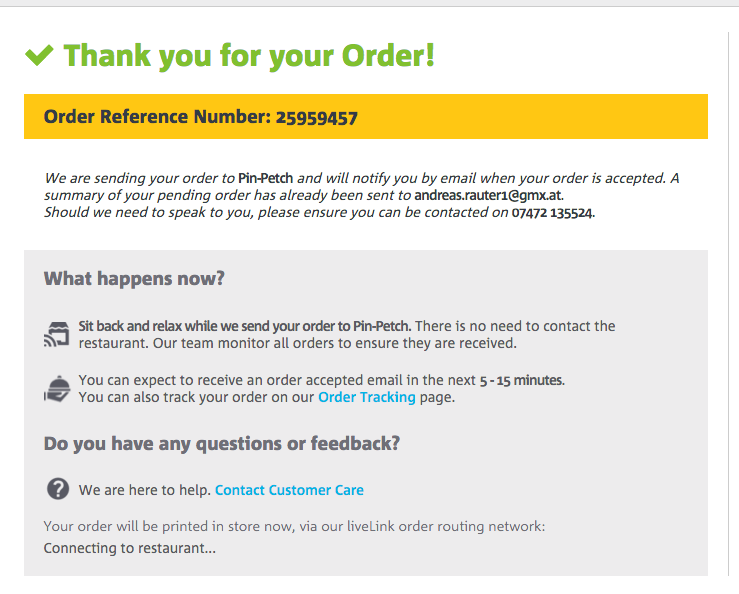 Thank you for your Order!
Order Reference Number: 25959457
We are sending your order to Pin-Petch and will notify you by email when your order is accepted. A
summary of your pending order has already been sent to andreas.rauter1@gmx.at.
Should we need to speak to you, please ensure you can be contacted on 07472 135524.
What happens now?
Sit back and relax while we send your order to Pin-Petch. There is no need to contact the
restaurant. Our team monitor all orders to ensure they are received.
You can expect to receive an order accepted email in the next 5 - 15 minutes.
You can also track your order on our Order Tracking page.
Do you have any questions or feedback?
We are here to help. Contact Customer Care
Your order will be printed in store now, via our liveLink order routing network:
Connecting to restaurant...